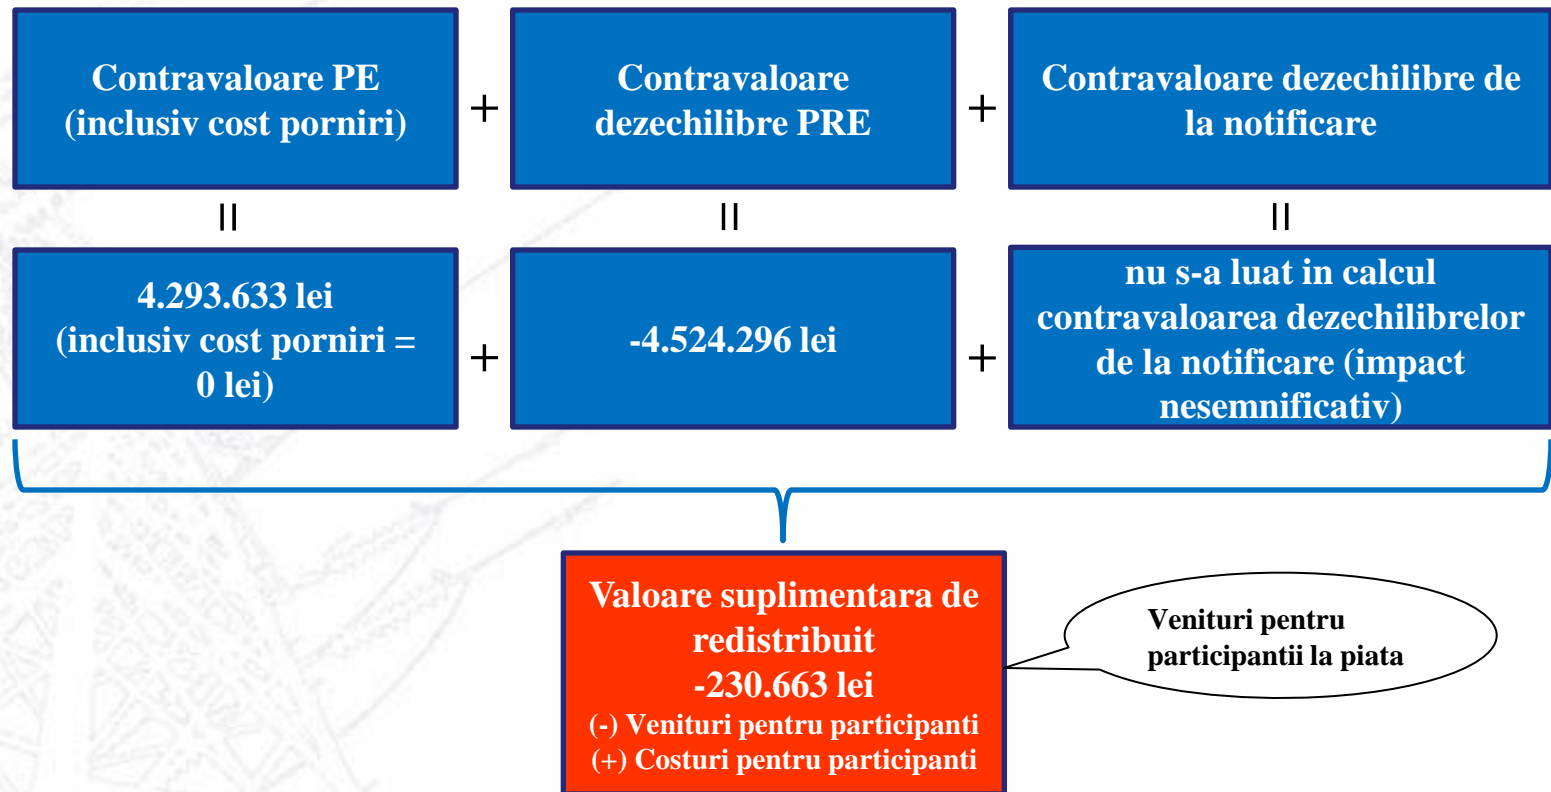 Contravaloare PE
(inclusiv cost porniri)
+
Contravaloare
dezechilibre PRE
+
Contravaloare dezechilibre de
la notificare
=
=
=
4.293.633 lei
(inclusiv cost porniri =
0 lei)
+
-4.524.296 lei
+
nu s-a luat in calcul
contravaloarea dezechilibrelor
de la notificare (impact
nesemnificativ)
Valoare suplimentara de
redistribuit
-230.663 lei
(-) Venituri pentru participanti
(+) Costuri pentru participanti
Venituri pentru
participantii la piata